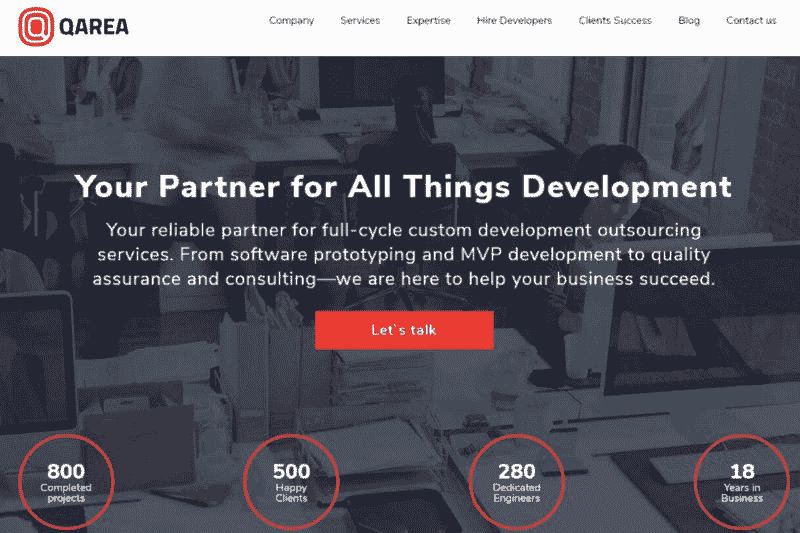 QAREA
Company Services Expertise Hire Developers Clients Success Blog Contact us
Your Partner for All Things Development
Your reliable partner for full-cycle custom development outsourcing
services. From software prototyping and MVP development to quality
assurance and consulting—we are here to help your business succeed.
Let`s talk
800
Completed
projects
500
Happy
Clients
280
Dedicated
Engineers
18
Years in
Business